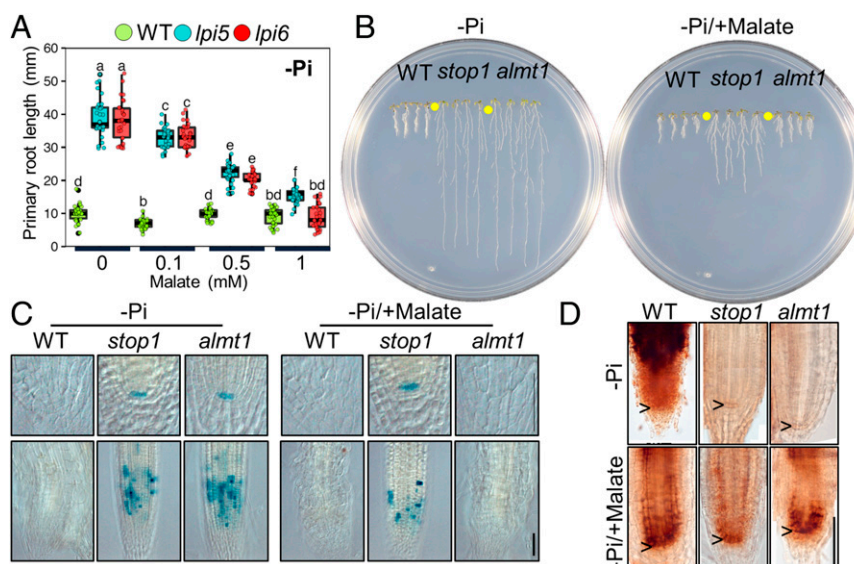 A
WT lpi5 lpi6
-Pi
Primary root length (mm)
60
50
40
30
20
10
0
a a
d
c c
b
e e
d
f
bd bd
0 0.1 0.5 1
Malate (mM)
B
-Pi
WT stop1 almt1
-Pi/+Malate
WT stop1 almt1
C
-Pi
WT stop1 almt1
-Pi/+Malate
WT stop1 almt1
D
WT stop1 almt1
-Pi
> > >
-Pi/+Malate
> > >